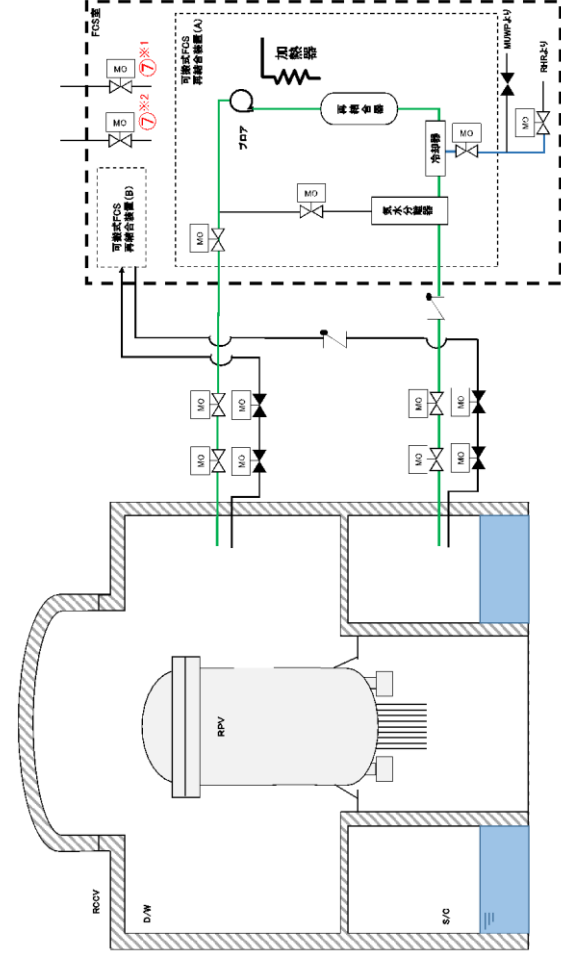 FCS室
MO
⑦※1
MO
⑦※2
可搬式FCS
再結合装置(B)
可搬式FCS
再結合装置(A)
加熱器
ブロア
再結合器
冷却器
気水分離器
MO
MO
MO
MO
MUWPより
RHRより
MO
MO
MO
MO
MO
MO
MO
MO
RPV
RCCV
D/W
S/C